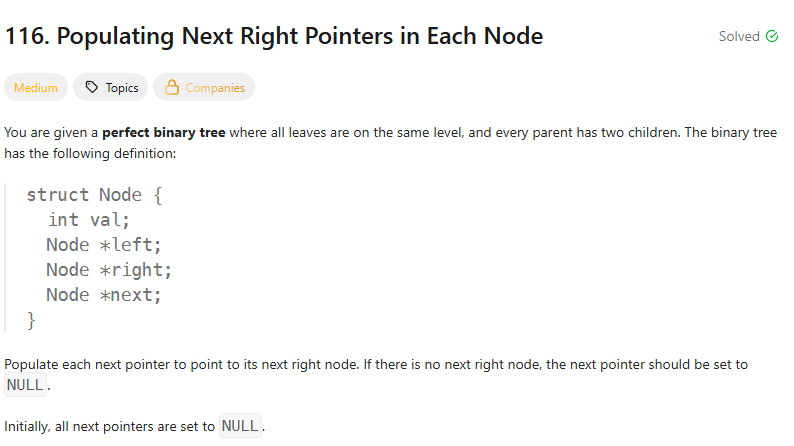 116. Populating Next Right Pointers in Each Node
Solved
Medium
Topics
Companies
You are given a perfect binary tree where all leaves are on the same level, and every parent has two children. The binary tree
has the following definition:
struct Node {
  int val;
  Node *left;
  Node *right;
  Node *next;
}
Populate each next pointer to point to its next right node. If there is no next right node, the next pointer should be set to
NULL.
Initially, all next pointers are set to NULL.